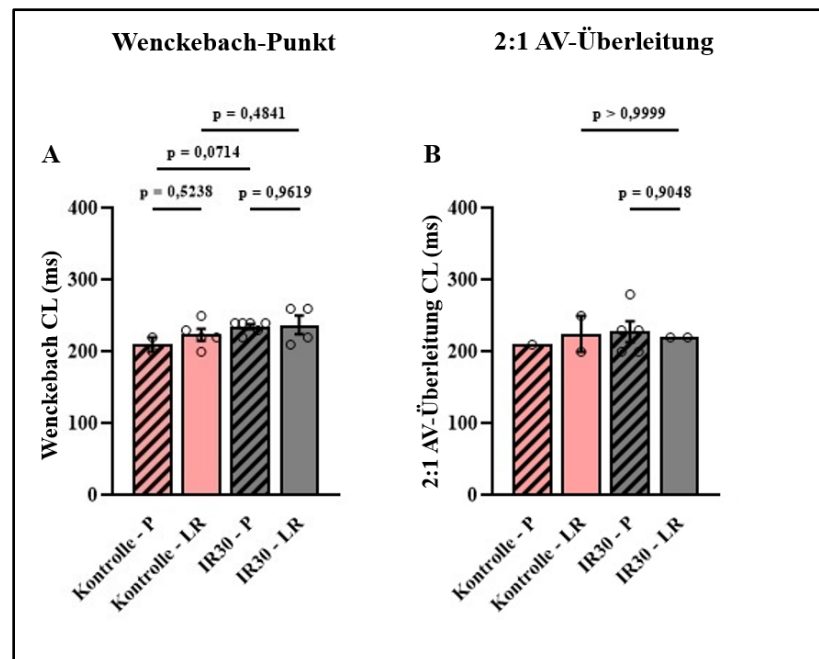 Wenckebach-Punkt
2:1 AV-Überleitung
A
p = 0,4841
p = 0,0714
p = 0,5238
p = 0,9619
Wenckebach CL (ms)
400
300
200
100
0
Kontrolle - P
Kontrolle - LR
IR30 - P
IR30 - LR
B
p > 0,9999
p = 0,9048
2:1 AV-Überleitung CL (ms)
400
300
200
100
0
Kontrolle - P
Kontrolle - LR
IR30 - P
IR30 - LR